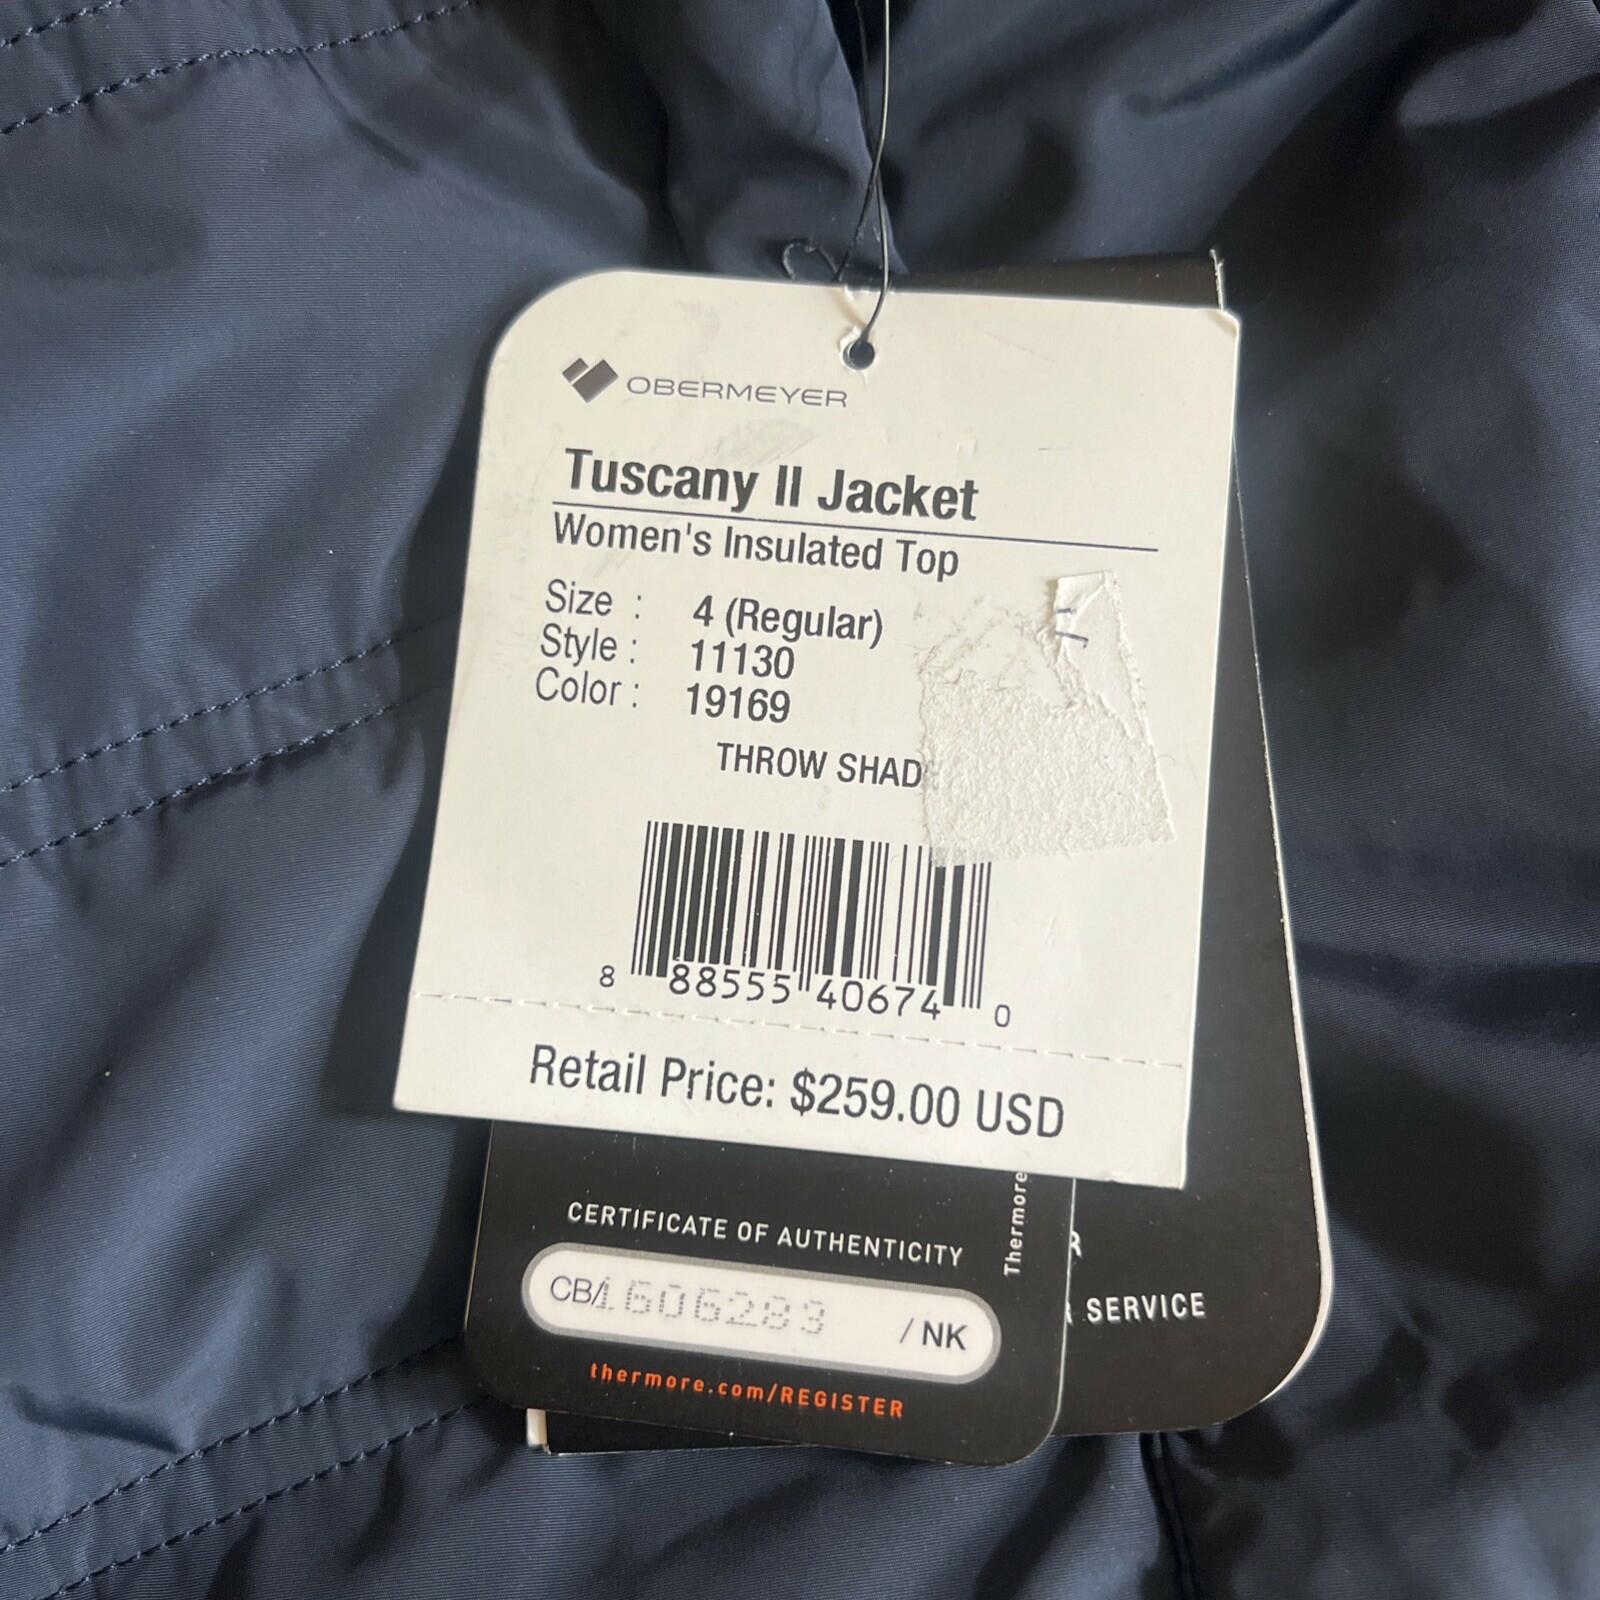 OBERMEYER
Tuscany II Jacket
Women's Insulated Top
Size : 4 (Regular)
Style : 11130
Color : 19169
THROW SHAD
8 88555 40674 0
Retail Price: $259.00 USD
Thermore
CERTIFICATE OF AUTHENTICITY
CB/1606283 / NK
thermore.com/REGISTER
R
SERVICE